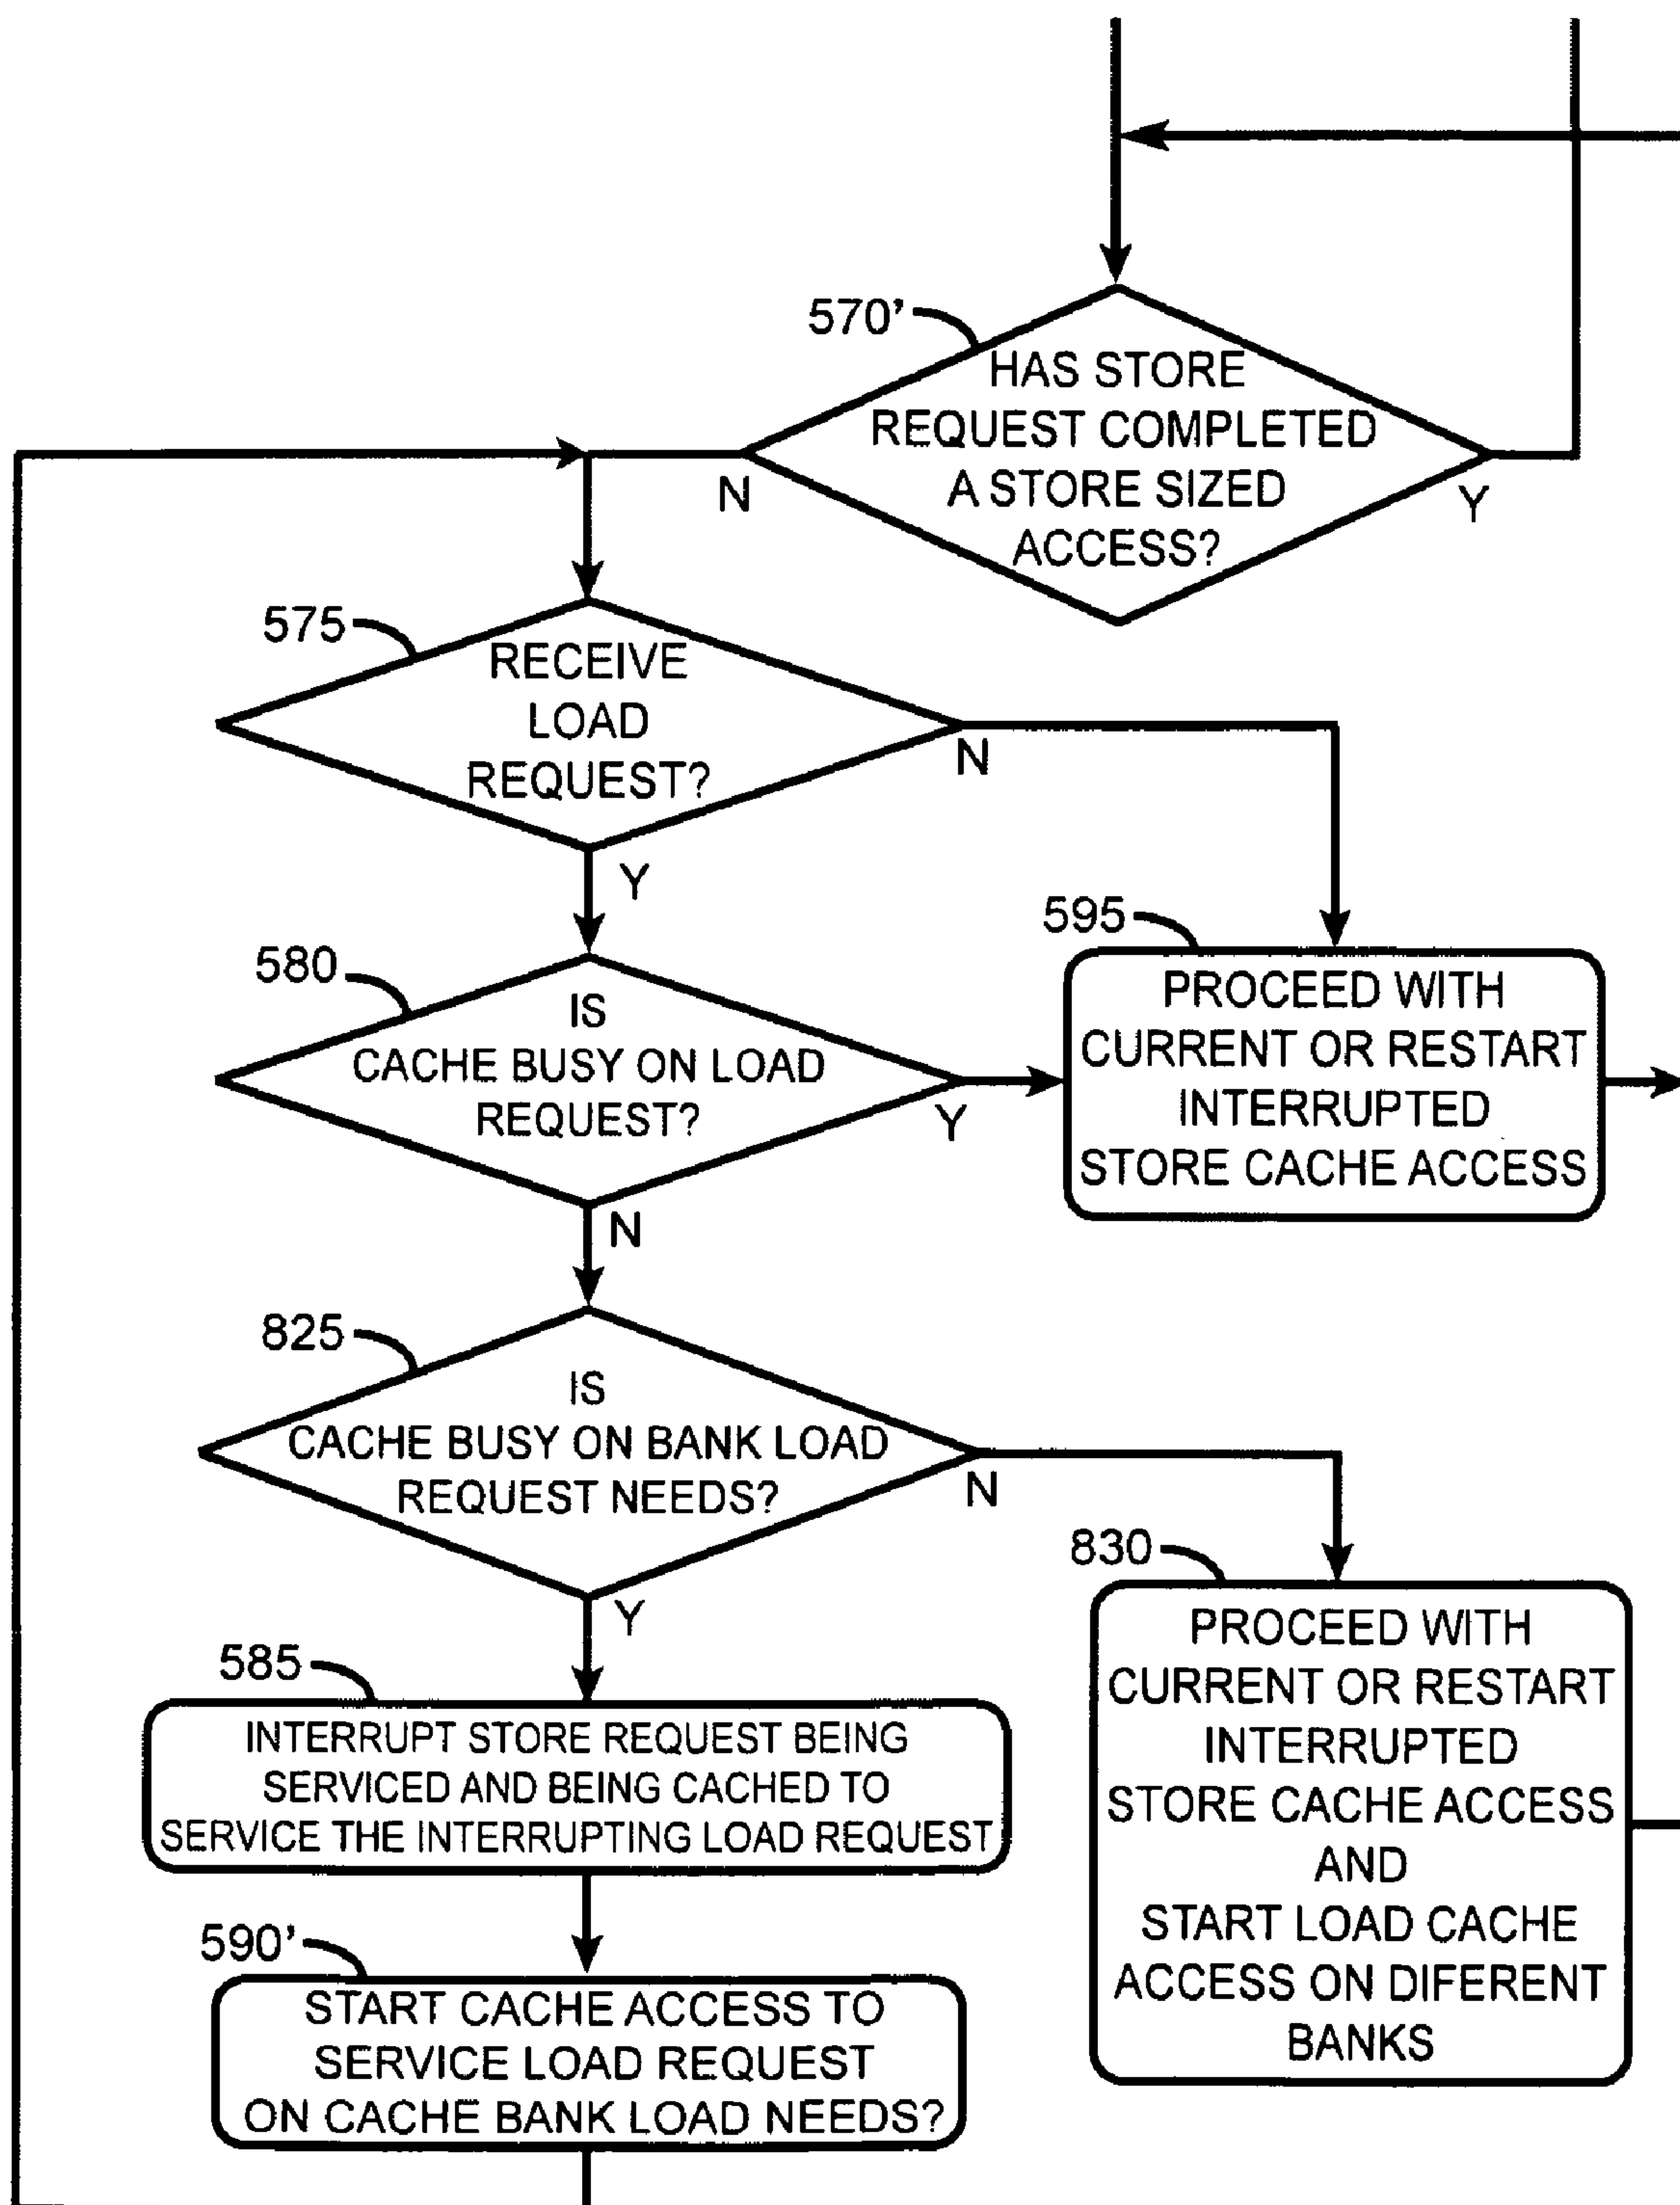 570'
HAS STORE
REQUEST COMPLETED
A STORE SIZED
ACCESS?
N
Y
575
RECEIVE
LOAD
REQUEST?
N
Y
595
PROCEED WITH
CURRENT OR RESTART
INTERRUPTED
STORE CACHE ACCESS
580
IS
CACHE BUSY ON LOAD
REQUEST?
Y
N
825
IS
CACHE BUSY ON BANK LOAD
REQUEST NEEDS?
N
Y
830
PROCEED WITH
CURRENT OR RESTART
INTERRUPTED
STORE CACHE ACCESS
AND
START LOAD CACHE
ACCESS ON DIFERENT
BANKS
585
INTERRUPT STORE REQUEST BEING
SERVICED AND BEING CACHED TO
SERVICE THE INTERRUPTING LOAD REQUEST
590'
START CACHE ACCESS TO
SERVICE LOAD REQUEST
ON CACHE BANK LOAD NEEDS?